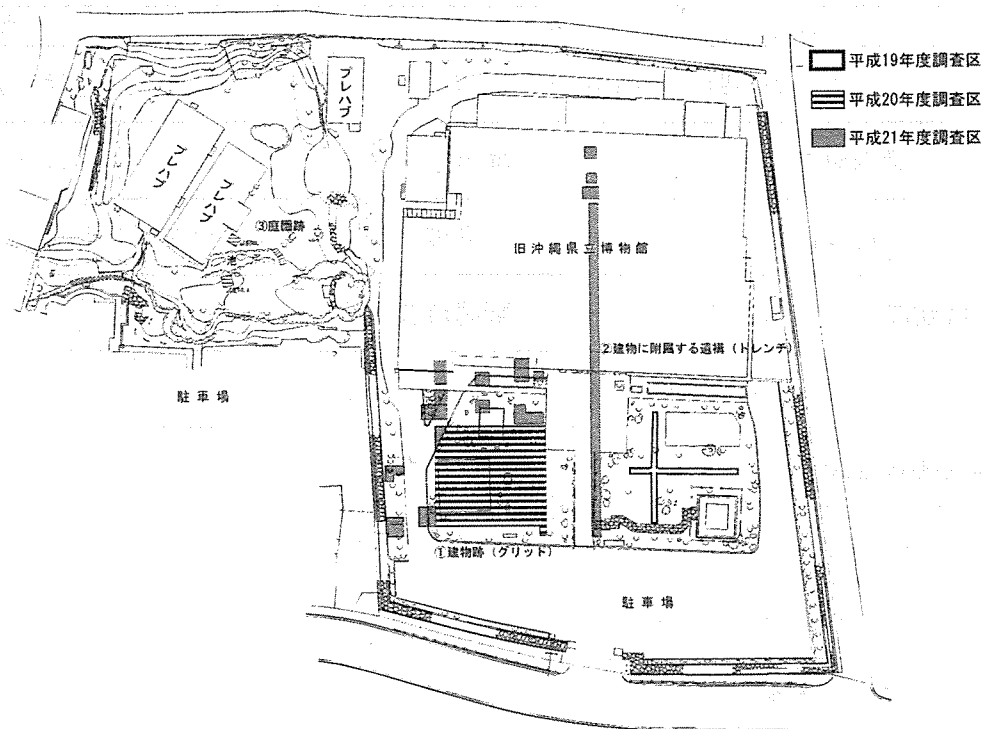 平成19年度調査区
平成20年度調査区
平成21年度調査区
プレハブ
プレハブ
プレハブ
③庭園跡
旧沖縄県立博物館
②建物に附属する遺構(トレンチ)
駐車場
①建物跡(グリッド)
駐車場